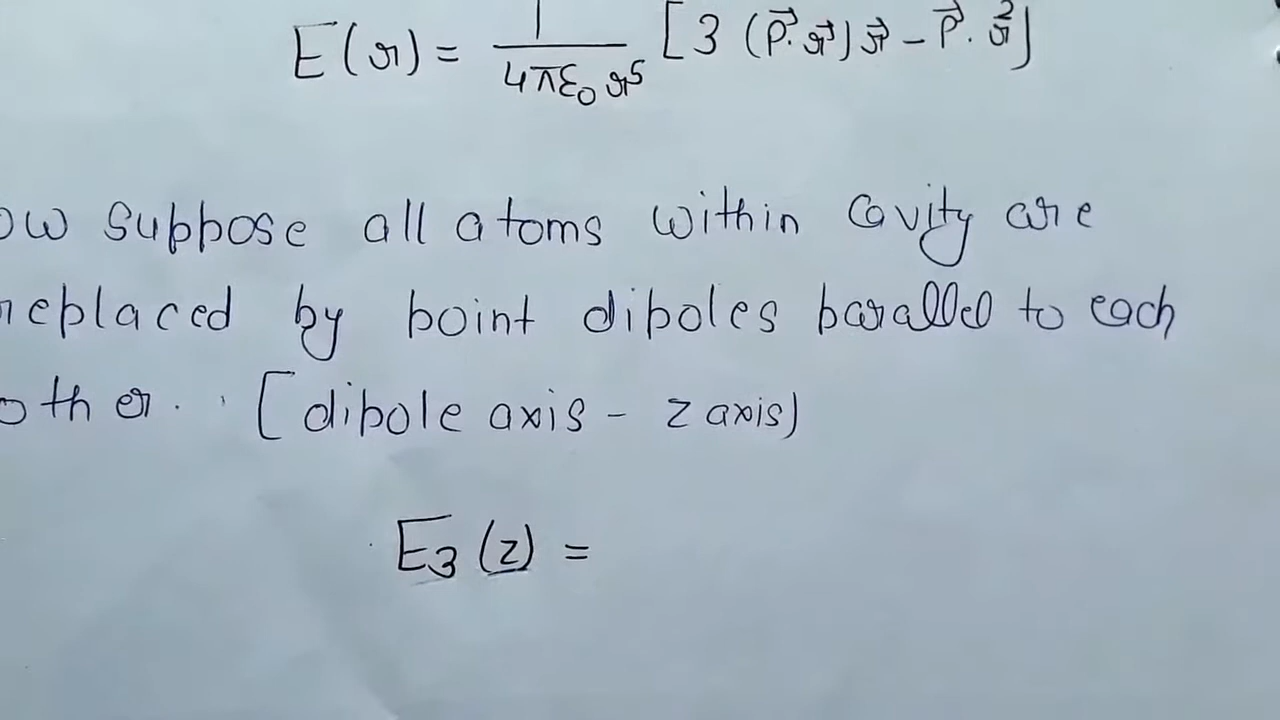 E(r) = 1/4πε₀r⁵ [3 (p⃗.r⃗) r⃗ - p⃗.r²]
ow suppose all atoms within cavity are
replaced by point dipoles parallel to each
other. [dipole axis - z axis)
E₃ (z) =